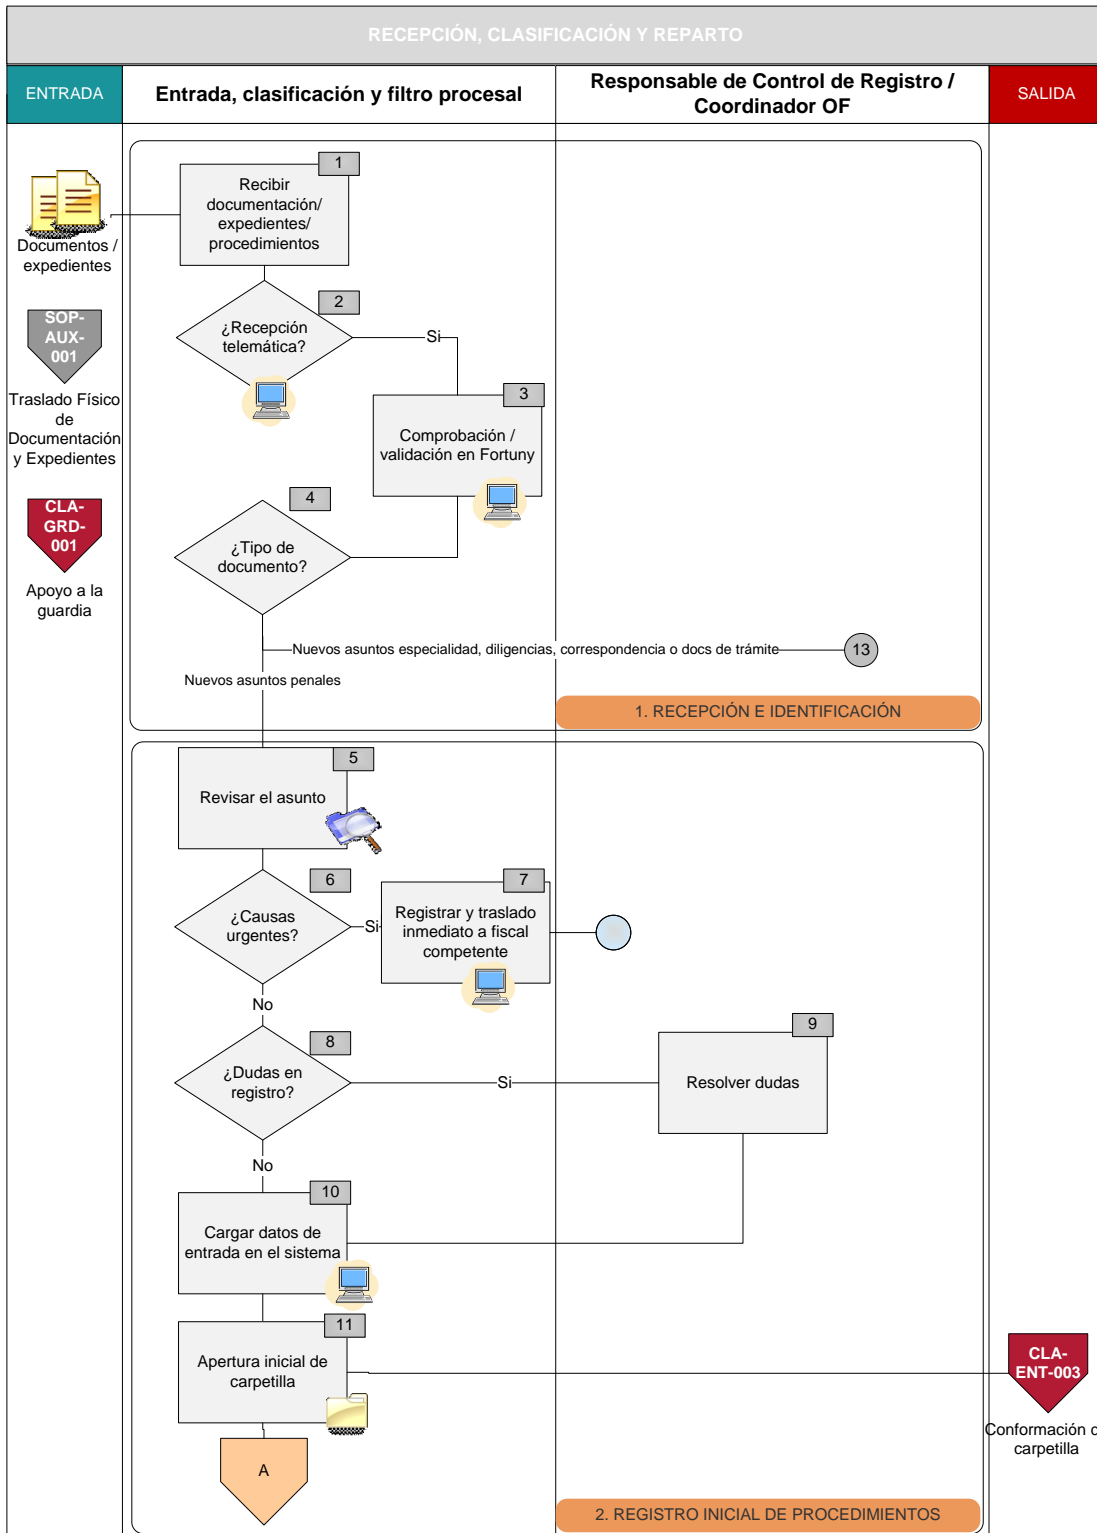 RECEPCIÓN, CLASIFICACIÓN Y REPARTO
ENTRADA
Entrada, clasificación y filtro procesal
Responsable de Control de Registro /
Coordinador OF
SALIDA
1
Recibir
documentación/
expedientes/
procedimientos
Documentos /
expedientes
2
¿Recepción
telemática?
Si
SOP-
AUX-
001
Traslado Físico
de
Documentación
y Expedientes
3
Comprobación /
validación en Fortuny
4
¿Tipo de
documento?
CLA-
GRD-
001
Apoyo a la
guardia
Nuevos asuntos especialidad, diligencias, correspondencia o docs de trámite
13
Nuevos asuntos penales
1. RECEPCIÓN E IDENTIFICACIÓN
5
Revisar el asunto
6
¿Causas
urgentes?
Si
7
Registrar y traslado
inmediato a fiscal
competente
No
8
¿Dudas en
registro?
Si
9
Resolver dudas
No
10
Cargar datos de
entrada en el sistema
11
Apertura inicial de
carpetilla
CLA-
ENT-003
Conformación d
carpetilla
A
2. REGISTRO INICIAL DE PROCEDIMIENTOS